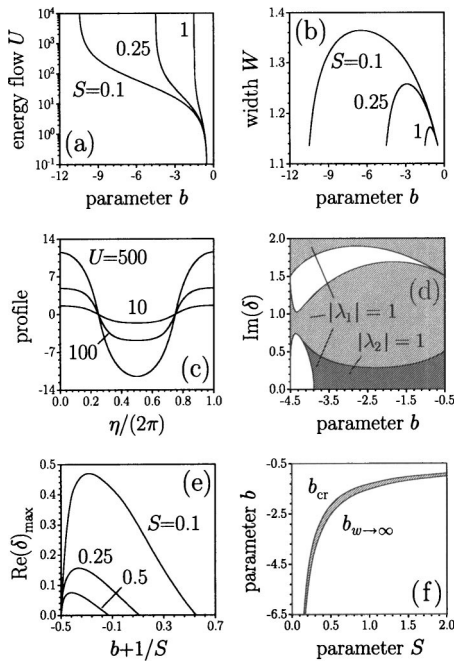 energy flow U
10⁴
10³
10²
10¹
10⁰
10⁻¹
S=0.1
0.25
1
(a)
-12 -9 -6 -3 0
parameter b
width W
1.4
1.3
1.2
1.1
(b)
S=0.1
0.25
1
-12 -9 -6 -3 0
parameter b
profile
14
7
0
-7
-14
U=500
10
100
(c)
0.0 0.2 0.4 0.6 0.8 1.0
η/(2π)
Im(δ)
2.0
1.5
1.0
0.5
0.0
(d)
|λ₁| = 1
|λ₂| = 1
-4.5 -3.5 -2.5 -1.5 -0.5
parameter b
Re(δ)max
0.5
0.4
0.3
0.2
0.1
0.0
(e)
S=0.1
0.25
0.5
-0.5 -0.1 0.3 0.7
b+1/S
parameter b
-0.5
-2.5
-4.5
-6.5
bcr
bw→∞
(f)
0.0 0.5 1.0 1.5 2.0
parameter S